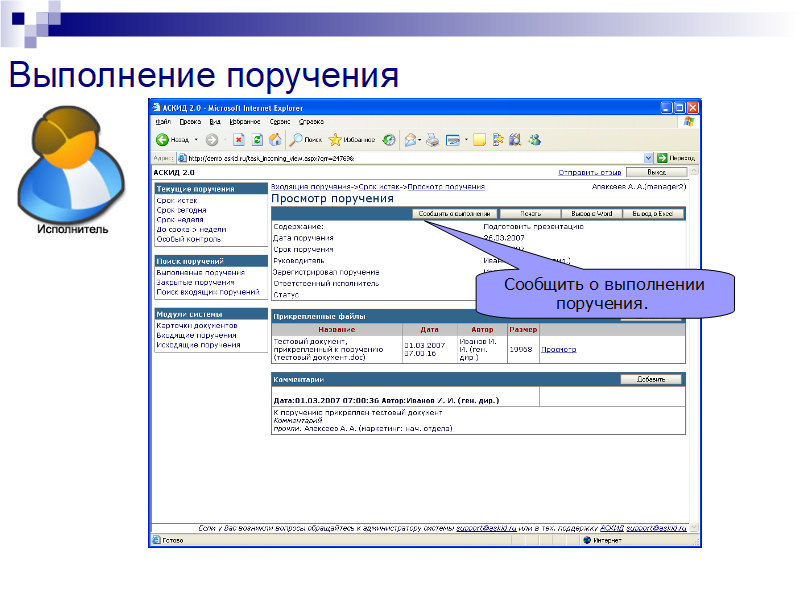 Выполнение поручения
Исполнитель
АСКИД 2.0 - Microsoft Internet Explorer
Файл Правка Вид Избранное Сервис Справка
Назад Поиск Избранное
Адрес: http://demo.askid.ru/task_incoming_view.aspx?qm=24769& Переход
АСКИД 2.0 Отправить отзыв Выход
Текущие поручения
Срок истек
Срок сегодня
Срок неделя
До срока > недели
Особый контроль
Поиск поручений
Выполненные поручения
Закрытые поручения
Поиск входящих поручений
Модули системы
Карточки документов
Входящие поручения
Исходящие поручения
Входящие поручения->Срок истек->Просмотр поручения Алексеев А. А.(manager2)
Просмотр поручения
Сообщить о выполнении Печать Вывод в Word Вывод в Excel
Содержание: Подготовить презентацию
Дата поручения 26.03.2007
Срок поручения
Руководитель
Зарегистрировал поручение
Ответственный исполнитель
Статус
Сообщить о выполнении
поручения.
Прикрепленные файлы
Название Дата Автор Размер
Тестовый документ,
прикрепленный к поручению
(тестовый документ.doc)
01.03.2007
07:00:16
Иванов И.
И. (ген.
дир.)
19968 Просмотр
Комментарии Добавить
Дата:01.03.2007 07:00:36 Автор:Иванов И. И. (ген. дир.)
К поручению прикреплен тестовый документ
Комментарий
прочли: Алексеев А. А. (маркетинг: нач. отдела)
Если у Вас возникли вопросы обращайтесь к администратору системы support@askid.ru или в тех. поддержку АСКИД support@askid.ru
Готово Интернет